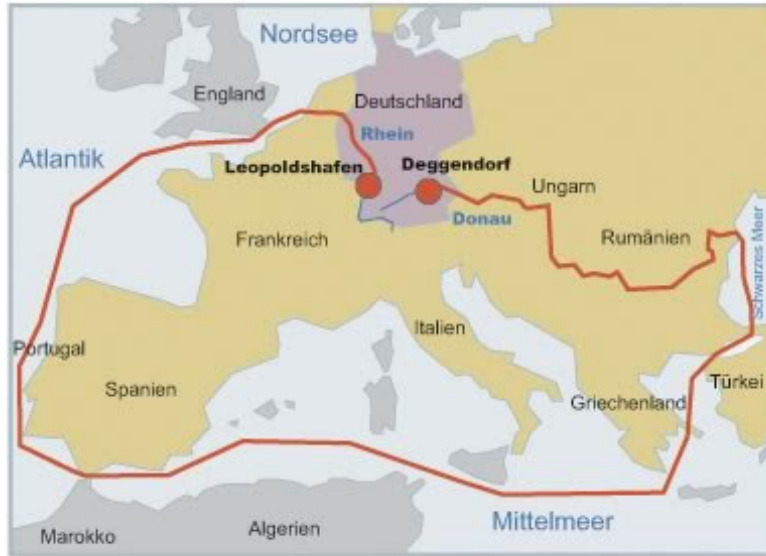 Nordsee
England
Deutschland
Atlantik
Rhein
Leopoldshafen
Deggendorf
Ungarn
Donau
Frankreich
Rumänien
Schwarzes Meer
Italien
Portugal
Spanien
Türkei
Griechenland
Mittelmeer
Algerien
Marokko